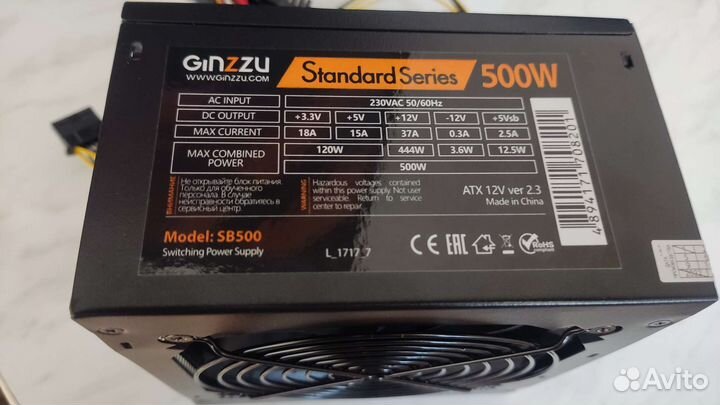 GiNZZU
WWW.GINZZU.COM
Standard Series 500W
AC INPUT 230VAC 50/60Hz
DC OUTPUT +3.3V +5V +12V -12V +5Vsb
MAX CURRENT 18A 15A 37A 0.3A 2.5A
MAX COMBINED POWER 120W 444W 3.6W 12.5W
500W
ВНИМАНИЕ
Не открывайте блок питания.
Только для обученного
персонала. В случае
неисправности обратитесь в
сервисный центр.
WARNING
Hazardous voltages contained
within this power supply. Not user
serviceable. Return to service
center to repair.
ATX 12V ver 2.3
Made in China
4894171708201
Model: SB500
Switching Power Supply
L_1717_7
CE EAC
RoHS
COMPLIANT
Avito